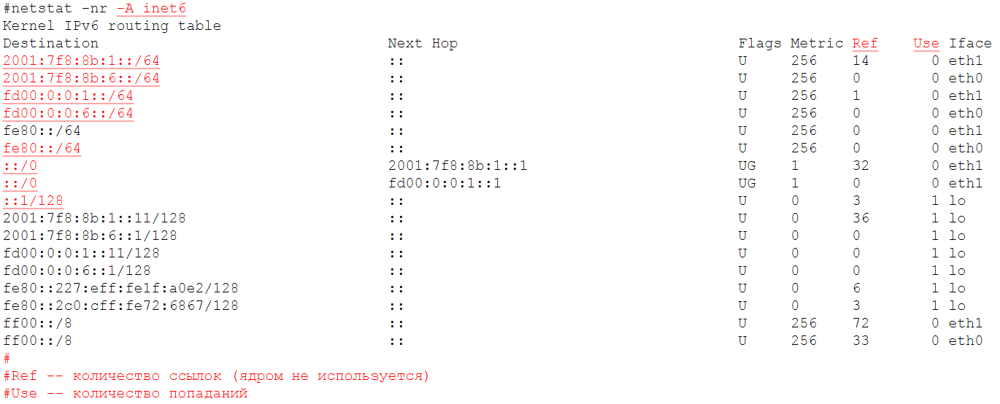 #netstat -nr -A inet6
Kernel IPv6 routing table
Destination Next Hop Flags Metric Ref Use Iface
2001:7f8:8b:1::/64 :: U 256 14 0 eth1
2001:7f8:8b:6::/64 :: U 256 0 0 eth0
fd00:0:0:1::/64 :: U 256 1 0 eth1
fd00:0:0:6::/64 :: U 256 0 0 eth0
fe80::/64 :: U 256 0 0 eth1
fe80::/64 :: U 256 0 0 eth0
::/0 2001:7f8:8b:1::1 UG 1 32 0 eth1
::/0 fd00:0:0:1::1 UG 1 0 0 eth1
::1/128 :: U 0 3 1 lo
2001:7f8:8b:1::11/128 :: U 0 36 1 lo
2001:7f8:8b:6::1/128 :: U 0 0 1 lo
fd00:0:0:1::11/128 :: U 0 0 1 lo
fd00:0:0:6::1/128 :: U 0 0 1 lo
fe80::227:eff:fe1f:a0e2/128 :: U 0 6 1 lo
fe80::2c0:cff:fe72:6867/128 :: U 0 3 1 lo
ff00::/8 :: U 256 72 0 eth1
ff00::/8 :: U 256 33 0 eth0
#
#Ref -- количество ссылок (ядром не используется)
#Use -- количество попаданий